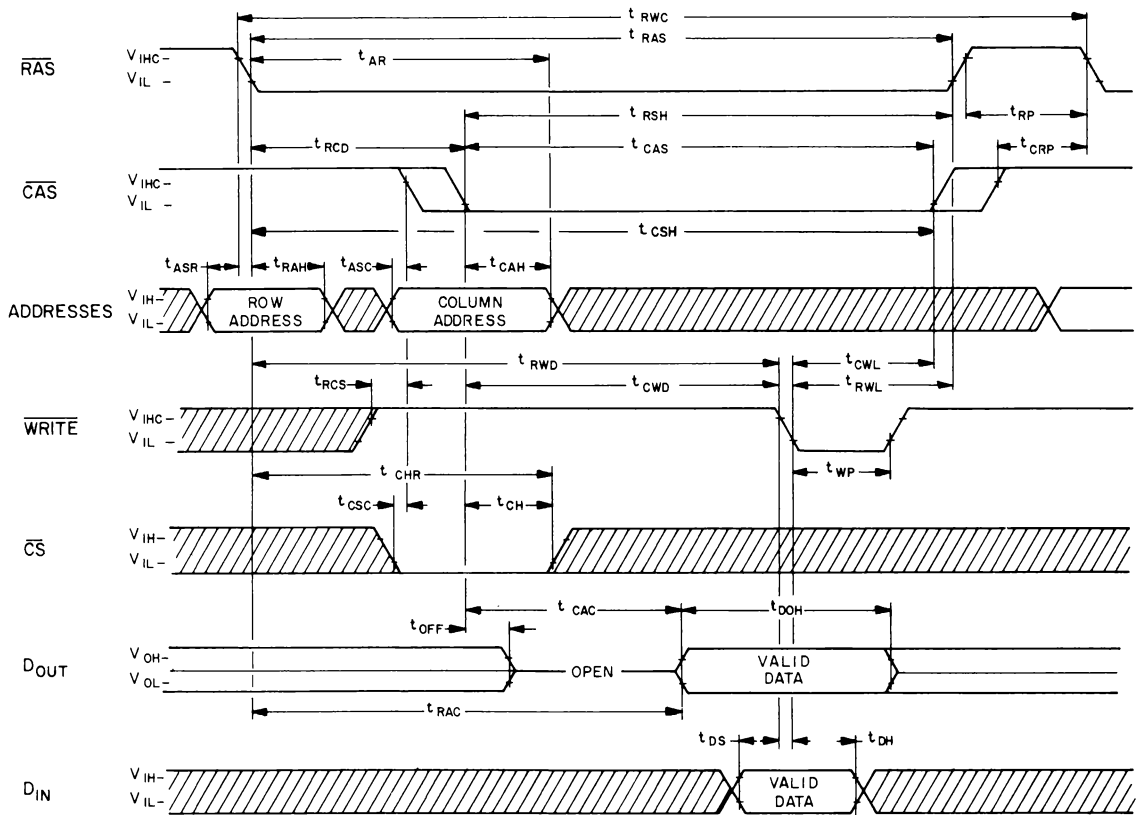 t RWC
t RAS
t AR
RAS
V IHC
V IL
t RSH
t RP
t RCD
t CAS
t CRP
CAS
V IHC
V IL
t CSH
t ASR
t RAH
t ASC
t CAH
ADDRESSES
V IH
V IL
ROW ADDRESS
COLUMN ADDRESS
t RWD
t CWL
t RCS
t CWD
t RWL
WRITE
V IHC
V IL
t CHR
t WP
t CSC
t CH
CS
V IH
V IL
t CAC
t DOH
t OFF
D OUT
V OH
V OL
OPEN
VALID DATA
t RAC
t DS
t DH
D IN
V IH
V IL
VALID DATA